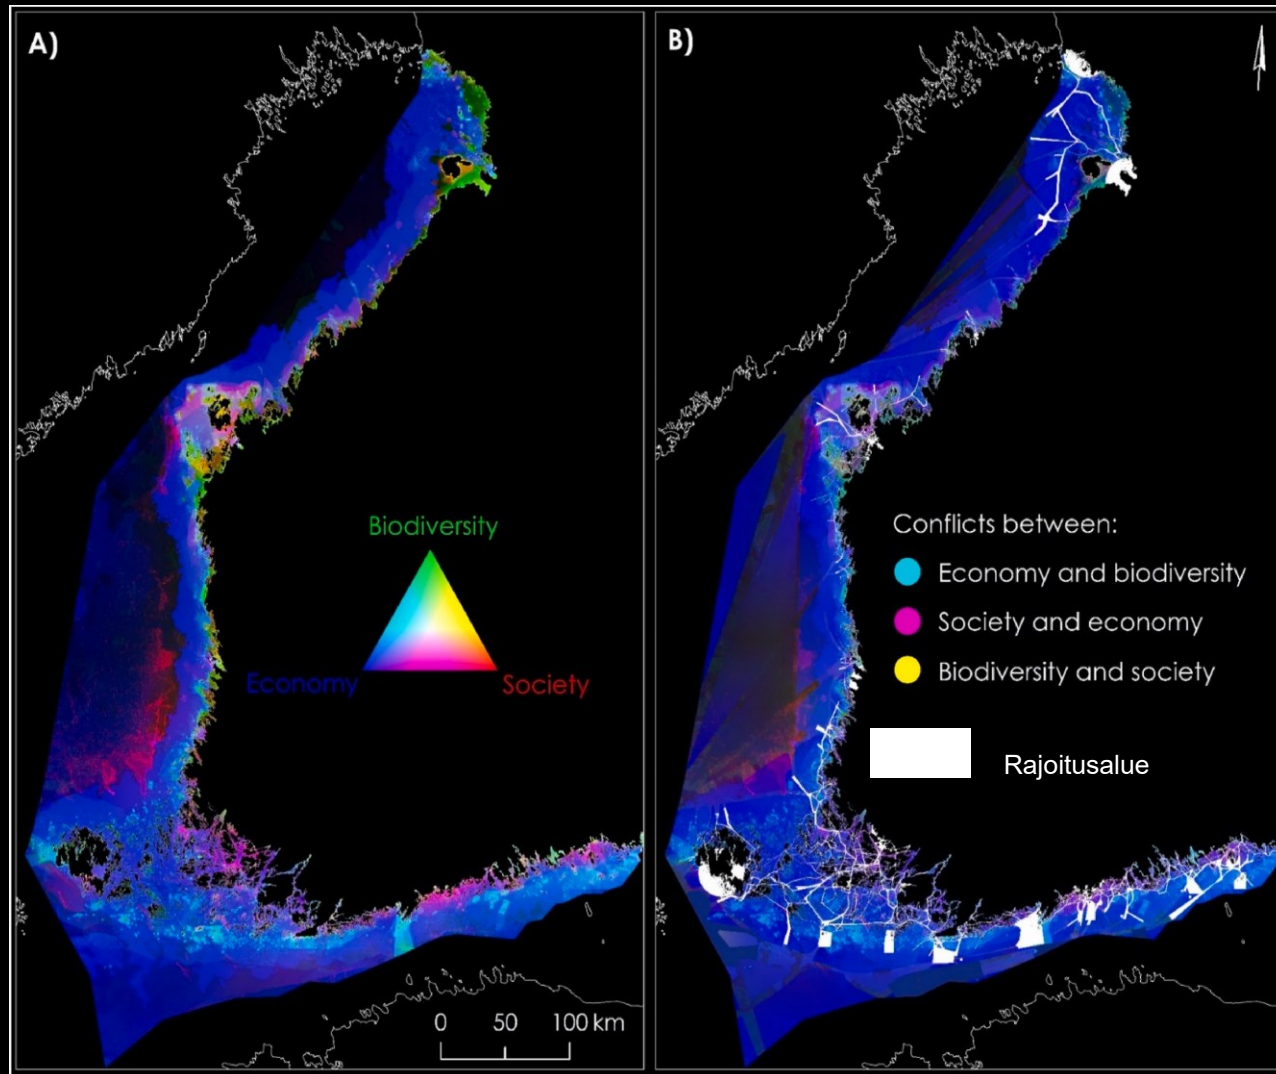 A)
B)
Biodiversity
Economy
Society
Conflicts between:
Economy and biodiversity
Society and economy
Biodiversity and society
Rajoitusalue
0 50 100 km